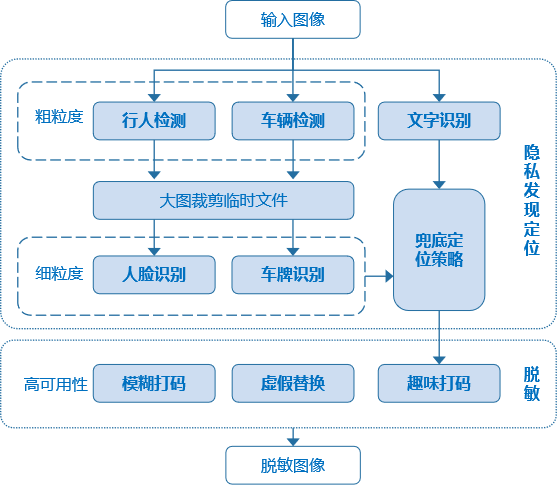 输入图像
粗粒度
行人检测
车辆检测
文字识别
大图裁剪临时文件
细粒度
人脸识别
车牌识别
兜底定
位策略
隐私发现定位
高可用性
模糊打码
虚假替换
趣味打码
脱敏
脱敏图像